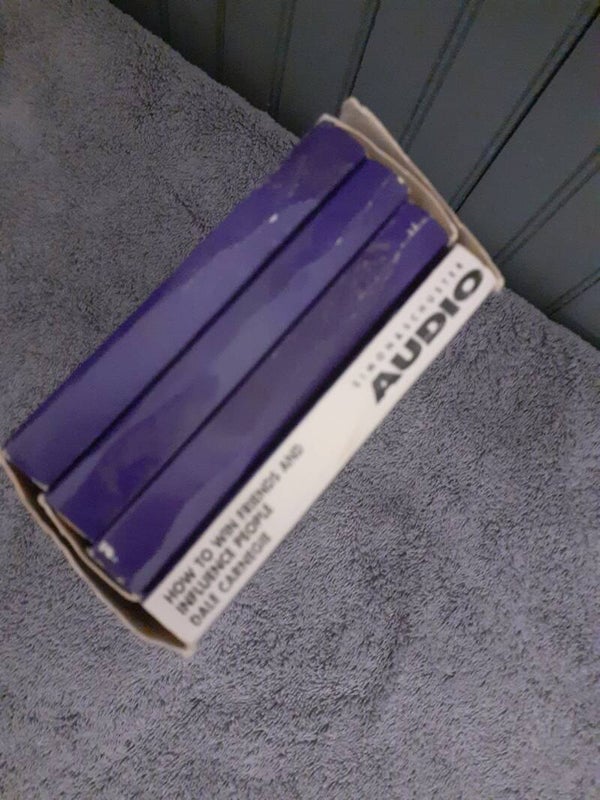 SIMON & SCHUSTER
AUDIO
HOW TO WIN FRIENDS AND
INFLUENCE PEOPLE
DALE CARNEGIE